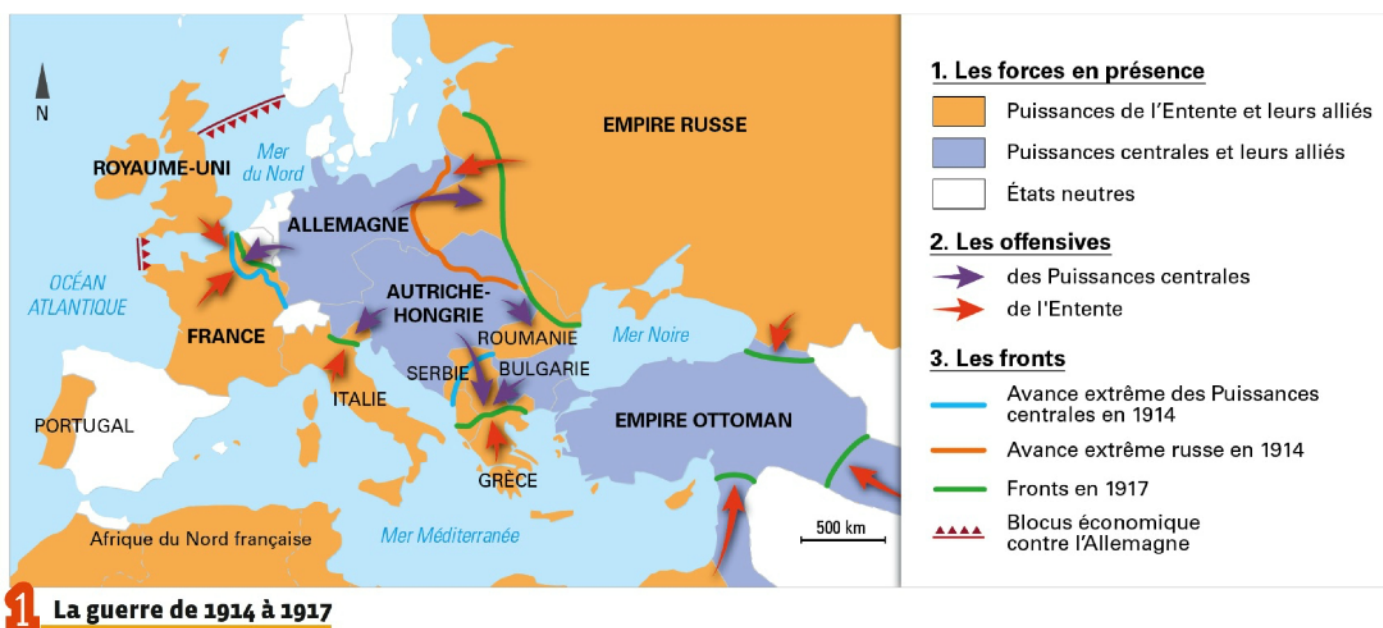 N
ROYAUME-UNI
Mer
du Nord
EMPIRE RUSSE
ALLEMAGNE
OCÉAN
ATLANTIQUE
AUTRICHE-
HONGRIE
FRANCE
ROUMANIE
Mer Noire
SERBIE
BULGARIE
ITALIE
PORTUGAL
EMPIRE OTTOMAN
GRÈCE
Afrique du Nord française
Mer Méditerranée
500 km
1. Les forces en présence
Puissances de l'Entente et leurs alliés
Puissances centrales et leurs alliés
États neutres
2. Les offensives
des Puissances centrales
de l'Entente
3. Les fronts
Avance extrême des Puissances
centrales en 1914
Avance extrême russe en 1914
Fronts en 1917
Blocus économique
contre l'Allemagne
1 La guerre de 1914 à 1917